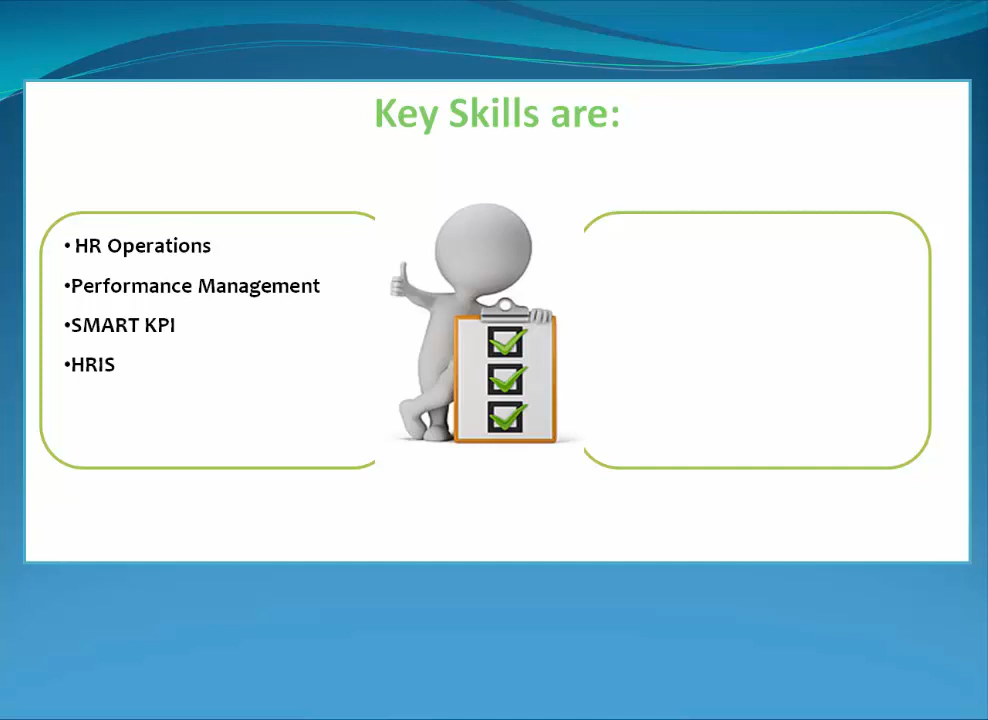 Key Skills are:
• HR Operations
•Performance Management
•SMART KPI
•HRIS